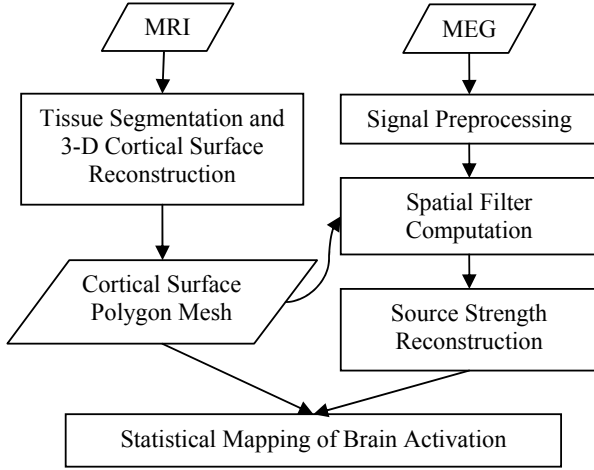 MRI
MEG
Tissue Segmentation and
3-D Cortical Surface
Reconstruction
Signal Preprocessing
Spatial Filter
Computation
Cortical Surface
Polygon Mesh
Source Strength
Reconstruction
Statistical Mapping of Brain Activation